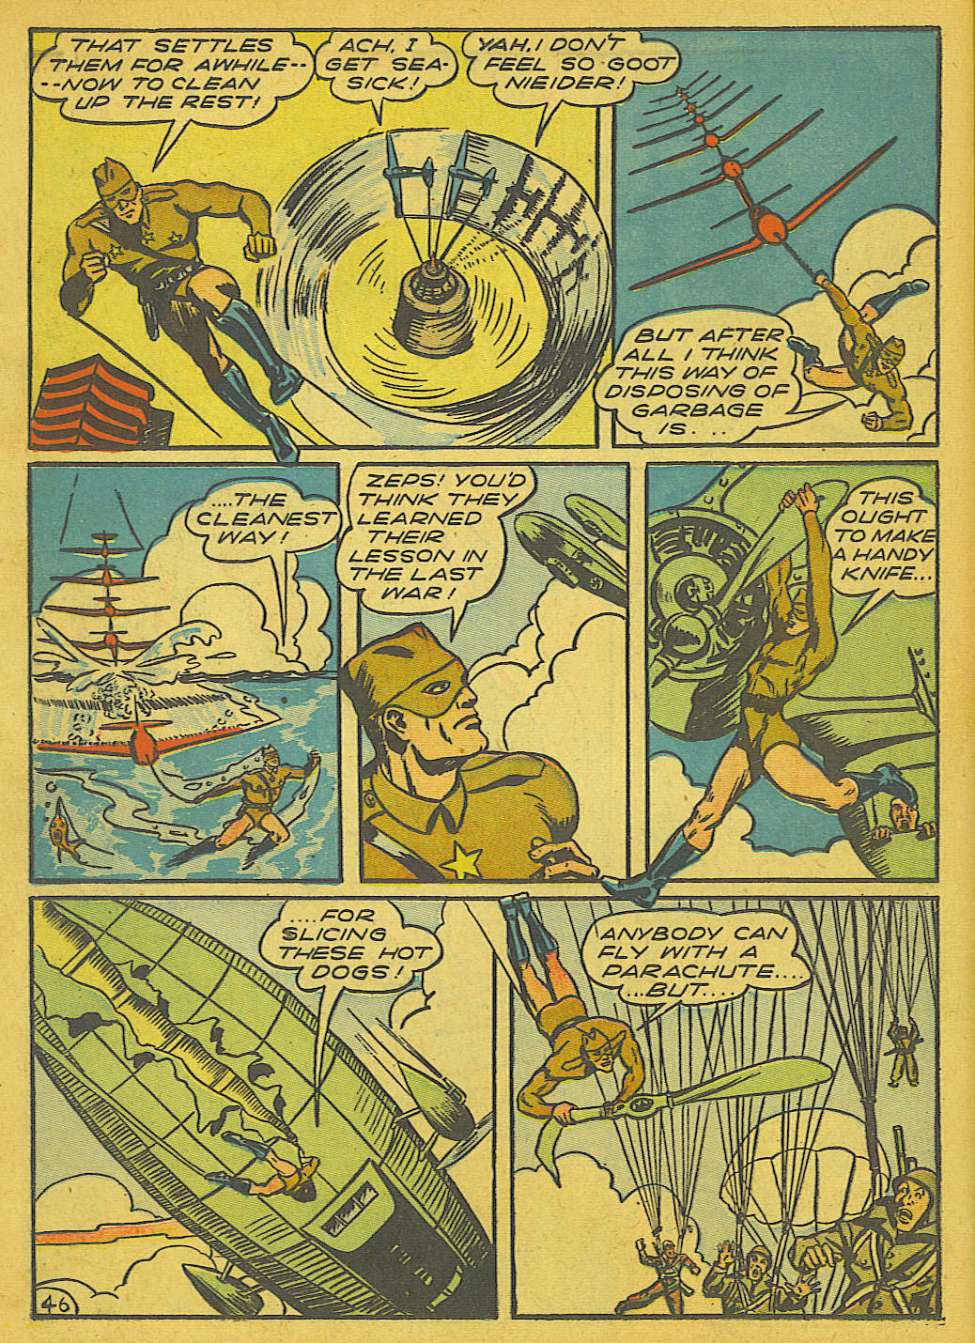 THAT SETTLES
THEM FOR AWHILE--
--NOW TO CLEAN
UP THE REST!
ACH, I
GET SEA-
SICK!
YAH, I DON'T
FEEL SO GOOT
NIEIDER!
BUT AFTER
ALL I THINK
THIS WAY OF
DISPOSING OF
GARBAGE
IS. . .
....THE
CLEANEST
WAY!
ZEPS! YOU'D
THINK THEY
LEARNED
THEIR
LESSON IN
THE LAST
WAR!
THIS
OUGHT
TO MAKE
A HANDY
KNIFE...
....FOR
SLICING
THESE HOT
DOGS!
ANYBODY CAN
FLY WITH A
PARACHUTE....
...BUT....
46